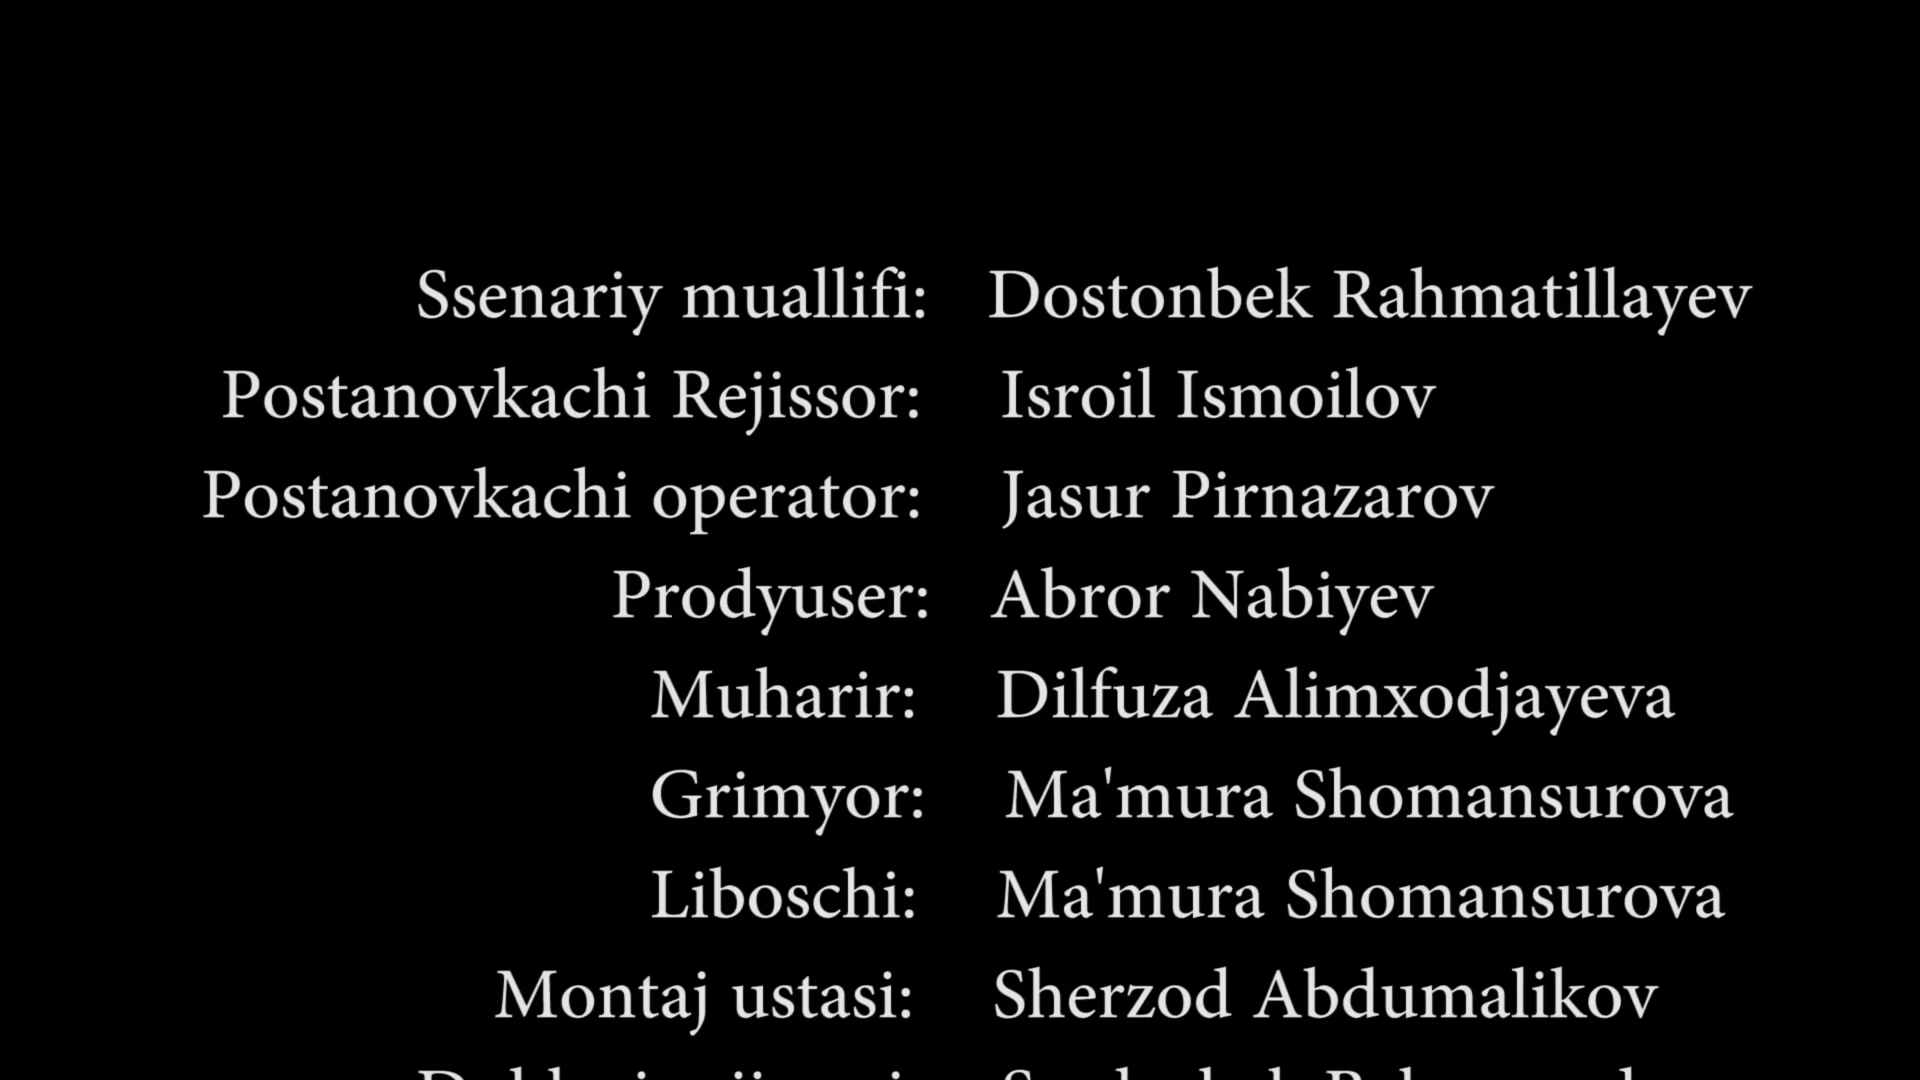 Ssenariy muallifi: Dostonbek Rahmatillayev
Postanovkachi Rejissor: Isroil Ismoilov
Postanovkachi operator: Jasur Pirnazarov
Prodyuser: Abror Nabiyev
Muharir: Dilfuza Alimxodjayeva
Grimyor: Ma'mura Shomansurova
Liboschi: Ma'mura Shomansurova
Montaj ustasi: Sherzod Abdumalikov